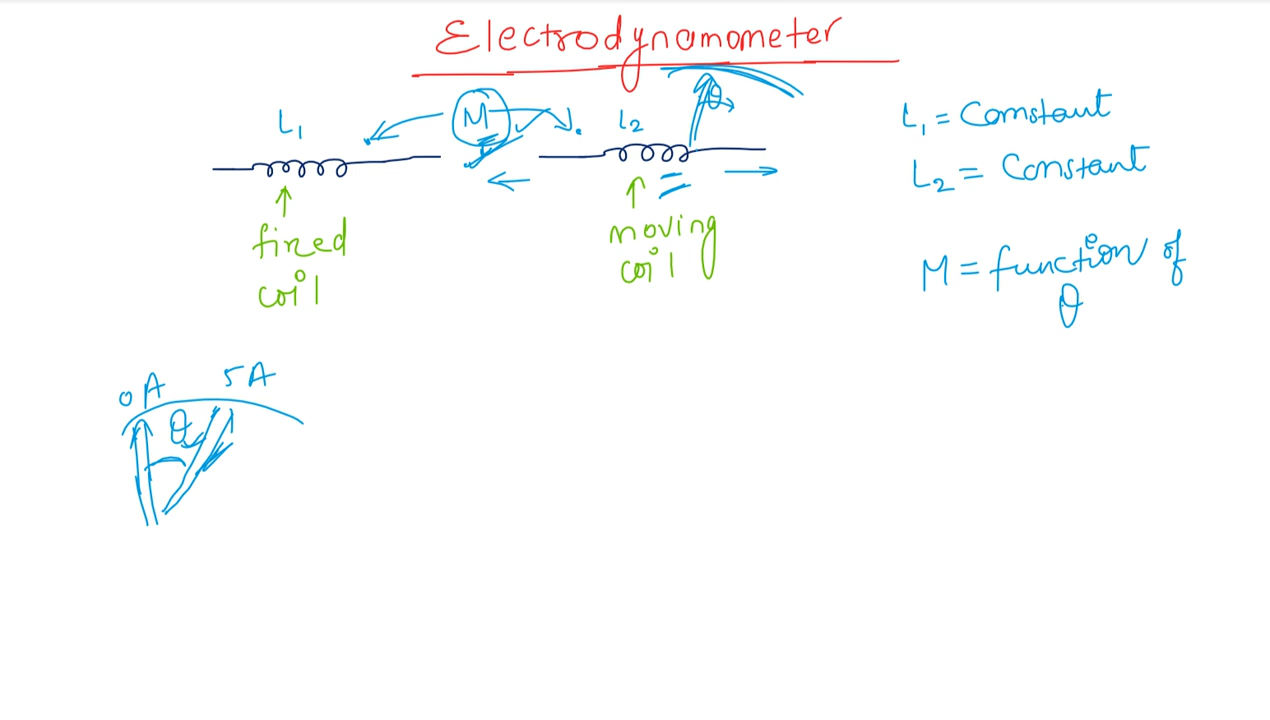 Electrodynamometer
L1 M L2 θ
fixed coil
moving coil
L1 = Constant
L2 = Constant
M = function of θ
0A 5A
θ